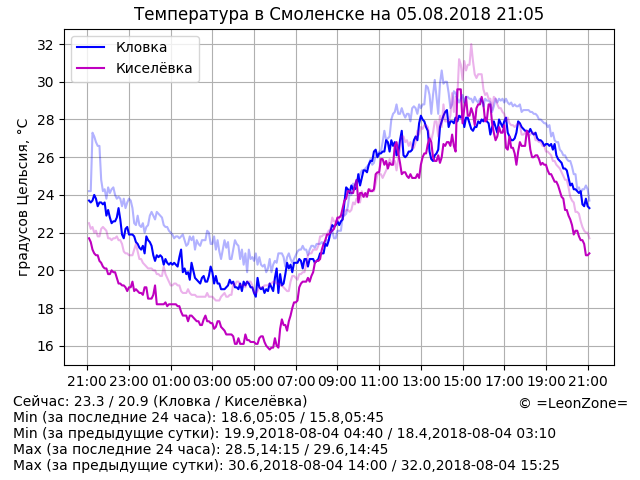 Температура в Смоленске на 05.08.2018 21:05
Кловка
Киселёвка
градусов Цельсия, °C
32
30
28
26
24
22
20
18
16
21:00 23:00 01:00 03:00 05:00 07:00 09:00 11:00 13:00 15:00 17:00 19:00 21:00
Сейчас: 23.3 / 20.9 (Кловка / Киселёвка)
© =LeonZone=
Min (за последние 24 часа): 18.6,05:05 / 15.8,05:45
Min (за предыдущие сутки): 19.9,2018-08-04 04:40 / 18.4,2018-08-04 03:10
Max (за последние 24 часа): 28.5,14:15 / 29.6,14:45
Max (за предыдущие сутки): 30.6,2018-08-04 14:00 / 32.0,2018-08-04 15:25